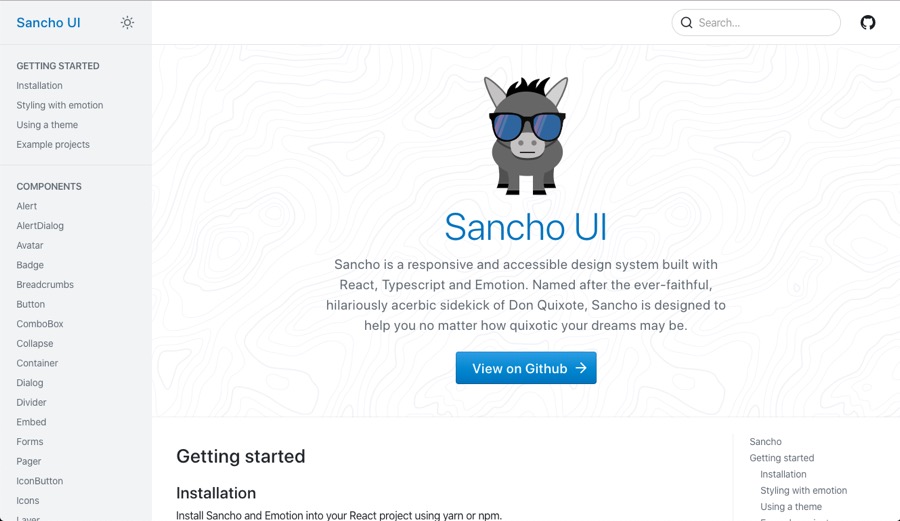 Sancho UI
Search...
GETTING STARTED
Installation
Styling with emotion
Using a theme
Example projects
COMPONENTS
Alert
AlertDialog
Avatar
Badge
Breadcrumbs
Button
ComboBox
Collapse
Container
Dialog
Divider
Embed
Forms
Pager
IconButton
Icons
Layer
Sancho UI
Sancho is a responsive and accessible design system built with
React, Typescript and Emotion. Named after the ever-faithful,
hilariously acerbic sidekick of Don Quixote, Sancho is designed to
help you no matter how quixotic your dreams may be.
View on Github
Getting started
Installation
Install Sancho and Emotion into your React project using yarn or npm.
Sancho
Getting started
Installation
Styling with emotion
Using a theme